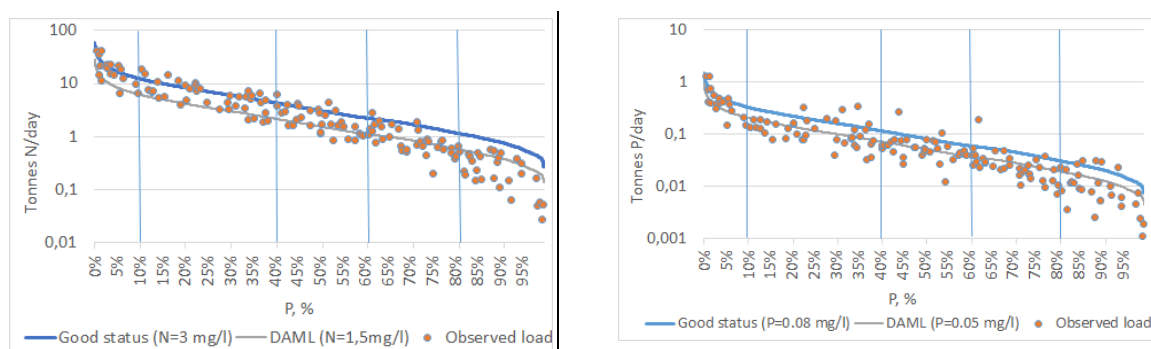 100
10
1
0,1
0,01
Tonnes N/day
0% 5% 10% 15% 20% 25% 30% 35% 40% 45% 50% 55% 60% 65% 70% 75% 80% 85% 90% 95%
P, %
Good status (N=3 mg/l) DAML (N=1,5mg/l) Observed load
10
1
0,1
0,01
0,001
Tonnes P/day
0% 5% 10% 15% 20% 25% 30% 35% 40% 45% 50% 55% 60% 65% 70% 75% 80% 85% 90% 95%
P, %
Good status (P=0.08 mg/l) DAML (P=0.05 mg/l) Observed load